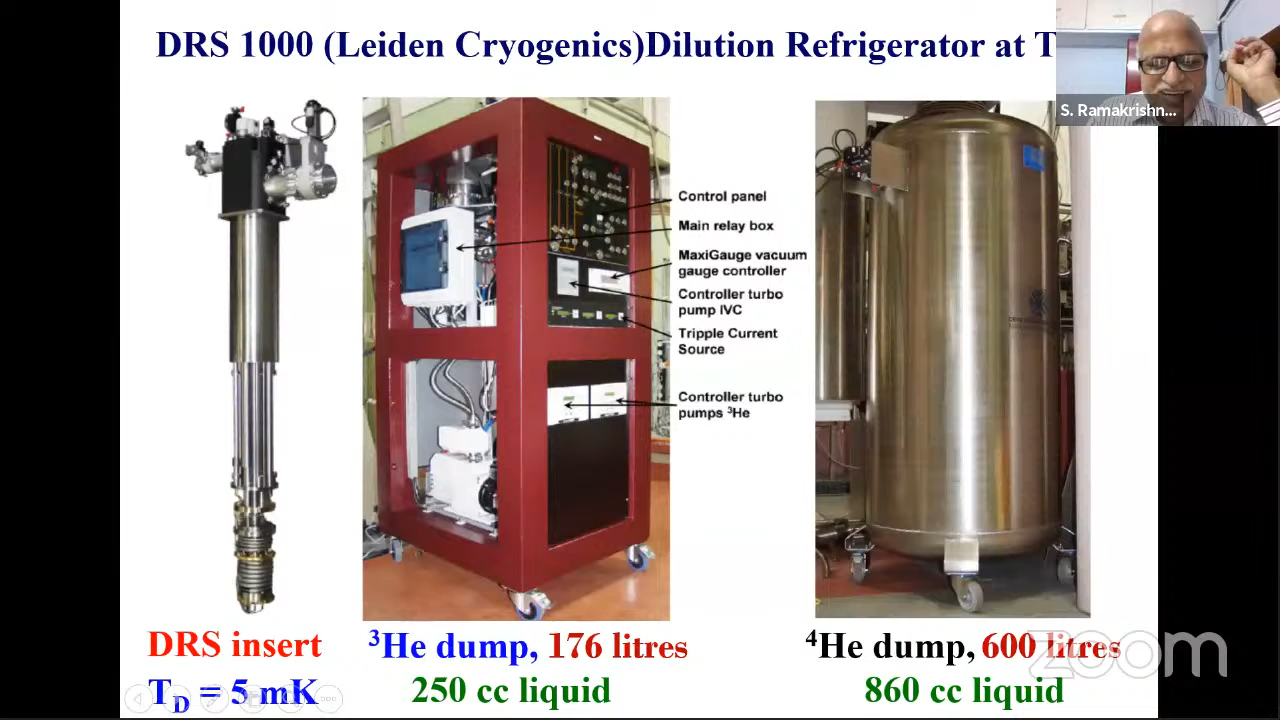 DRS 1000 (Leiden Cryogenics)Dilution Refrigerator at T
S. Ramakrishn...
Control panel
Main relay box
MaxiGauge vacuum
gauge controller
Controller turbo
pump IVC
Tripple Current
Source
Controller turbo
pumps ³He
DRS insert
T_D = 5 mK
³He dump, 176 litres
250 cc liquid
⁴He dump, 600 litres
860 cc liquid
zoom